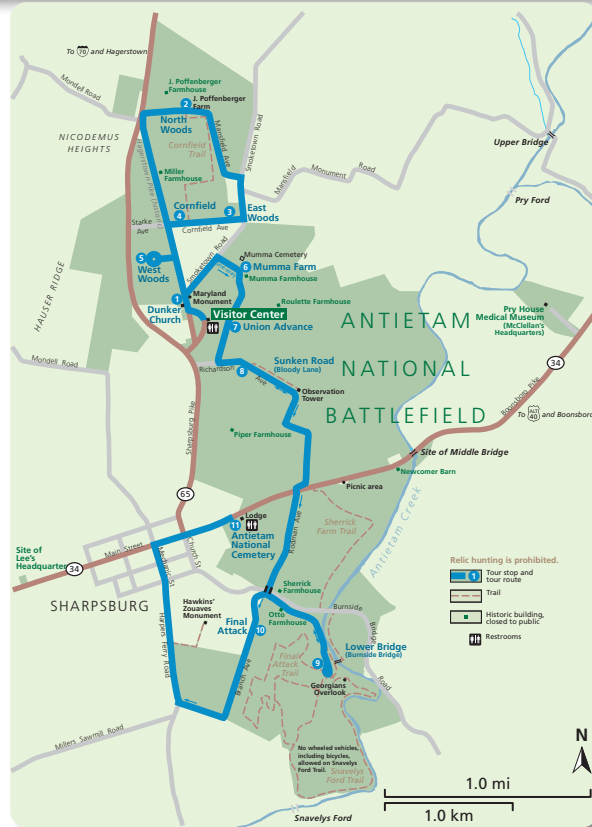 To 70 and Hagerstown
Mondell Road
J. Poffenberger
Farmhouse
2
J. Poffenberger
Farm
North
Woods
NICODEMUS
HEIGHTS
Cornfield
Trail
Mansfield Ave
Smoketown Road
Upper Bridge
Miller
Farmhouse
Mansfield
Monument
Road
Pry Ford
Cornfield
4
3
East
Woods
Starke
Ave
Cornfield Ave
5
West
Woods
Smoketown Road
Mumma Cemetery
6
Mumma Farm
Mumma Farmhouse
HAUSER RIDGE
1
Maryland
Monument
Dunker
Church
Roulette Farmhouse
Visitor Center
7
Union Advance
Pry House
Medical Museum
(McClellan's
Headquarters)
ANTIETAM
NATIONAL
BATTLEFIELD
Mondell Road
Sunken Road
(Bloody Lane)
Richardson
Ave
8
Observation
Tower
34
Boonsboro Pike
To ALT 40 and Boonsboro
Sharpsburg Pike
Piper Farmhouse
Site of Middle Bridge
Newcomer Barn
Picnic area
65
Antietam Creek
Lodge
11
Antietam
National
Cemetery
Rodman Ave
Sherrick
Farm Trail
Site of
Lee's
Headquarters
34
Main Street
Church St
Mechanic St
Relic hunting is prohibited.
1
Tour stop and
tour route
Trail
Historic building,
closed to public
Restrooms
SHARPSBURG
Hawkins'
Zouaves
Monument
Sherrick
Farmhouse
Otto
Farmhouse
Burnside
Bridge
Road
Final
Attack
10
Harpers Ferry Road
Branch Ave
Final
Attack
Trail
9
Lower Bridge
(Burnside Bridge)
Georgians
Overlook
Millers Sawmill Road
No wheeled vehicles,
including bicycles,
allowed on Snavelys
Ford Trail.
Snavelys
Ford Trail
Snavelys Ford
N
1.0 mi
1.0 km